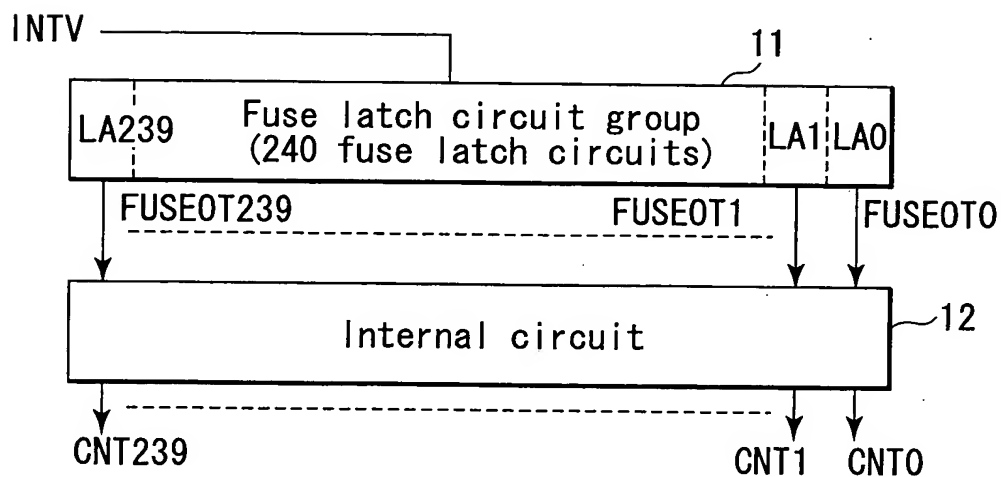 INTV
11
LA239
Fuse latch circuit group
(240 fuse latch circuits)
LA1
LA0
FUSEOT239
FUSEOT1
FUSEOT0
Internal circuit
12
CNT239
CNT1
CNT0